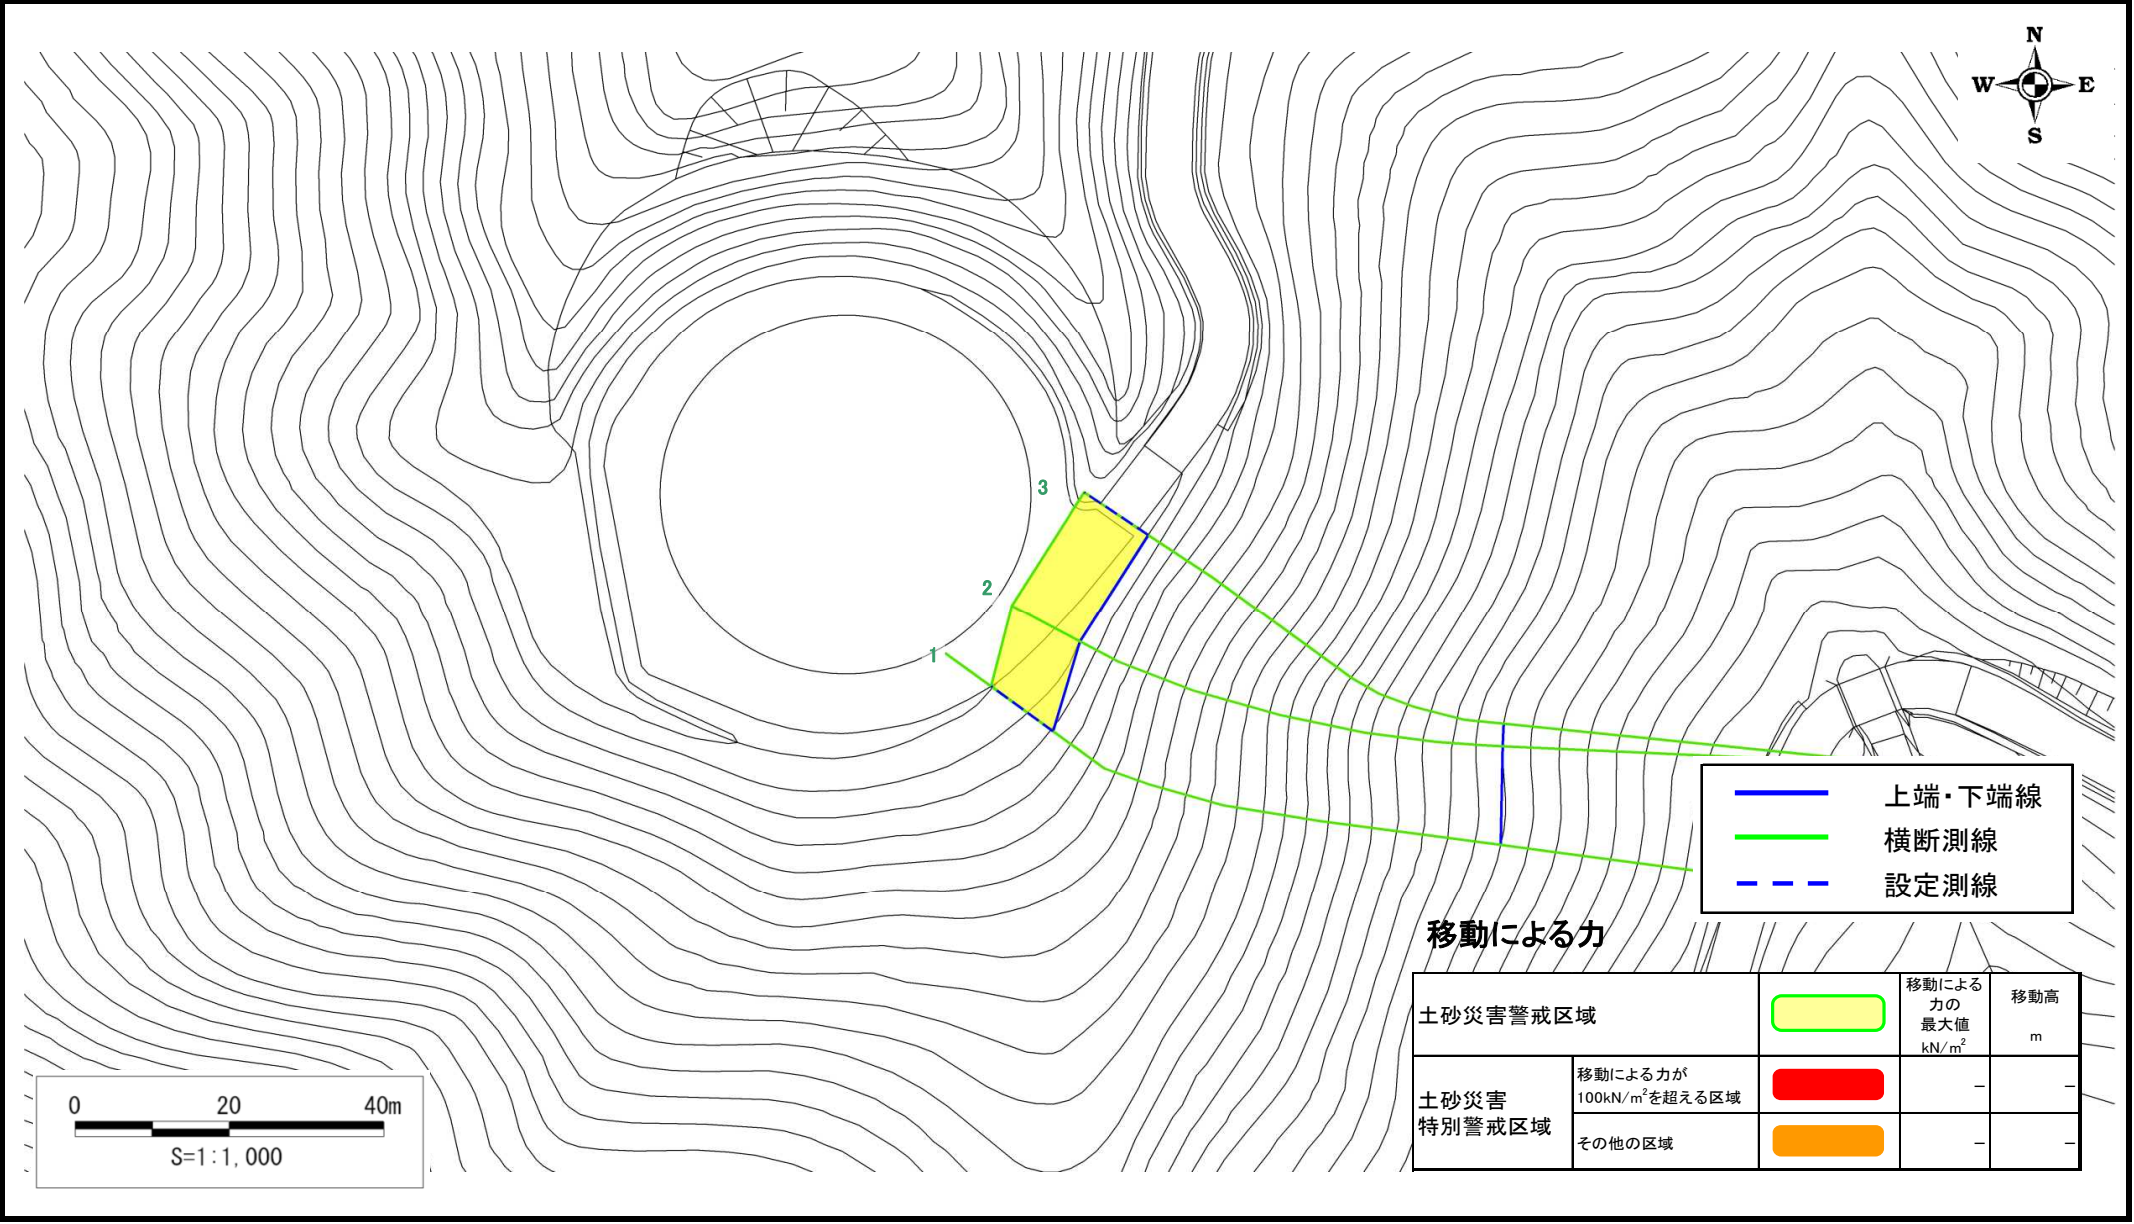 N
W E
S
3
2
1
上端・下端線
横断測線
設定測線
移動による力
土砂災害警戒区域
移動による
力の
最大値
kN/m²
移動高
m
土砂災害
特別警戒区域
移動による力が
100kN/m²を超える区域
- -
その他の区域
- -
0 20 40m
S=1:1,000